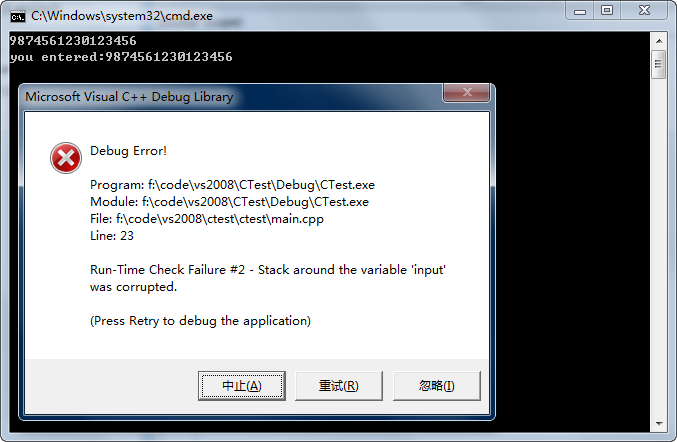 C:\Windows\system32\cmd.exe
9874561230123456
you entered:9874561230123456
Microsoft Visual C++ Debug Library
Debug Error!
Program: f:\code\vs2008\CTest\Debug\CTest.exe
Module: f:\code\vs2008\CTest\Debug\CTest.exe
File: f:\code\vs2008\ctest\ctest\main.cpp
Line: 23
Run-Time Check Failure #2 - Stack around the variable 'input'
was corrupted.
(Press Retry to debug the application)
中止(A) 重试(R) 忽略(I)